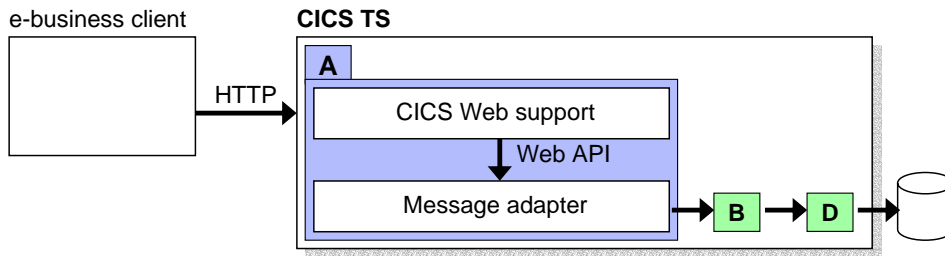 e-business client
CICS TS
A
HTTP
CICS Web support
Web API
Message adapter
B
D